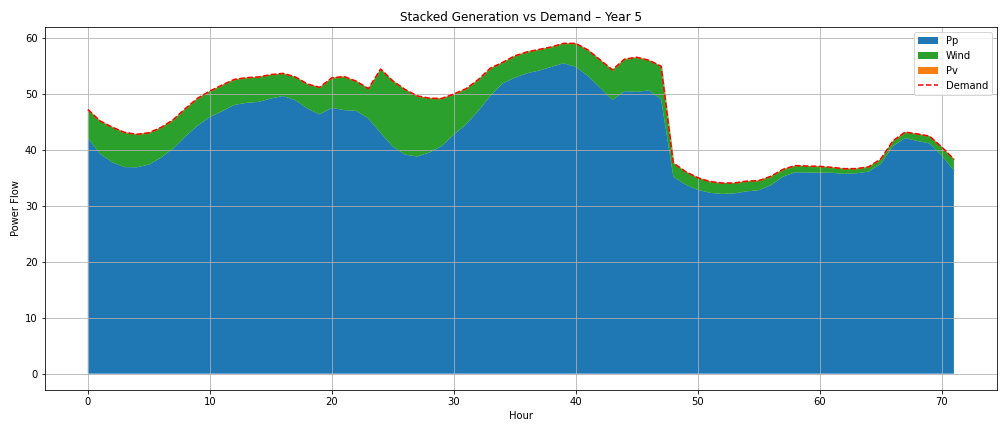 Stacked Generation vs Demand – Year 5
Pp
Wind
Pv
Demand
Power Flow
60
50
40
30
20
10
0
0 10 20 30 40 50 60 70
Hour